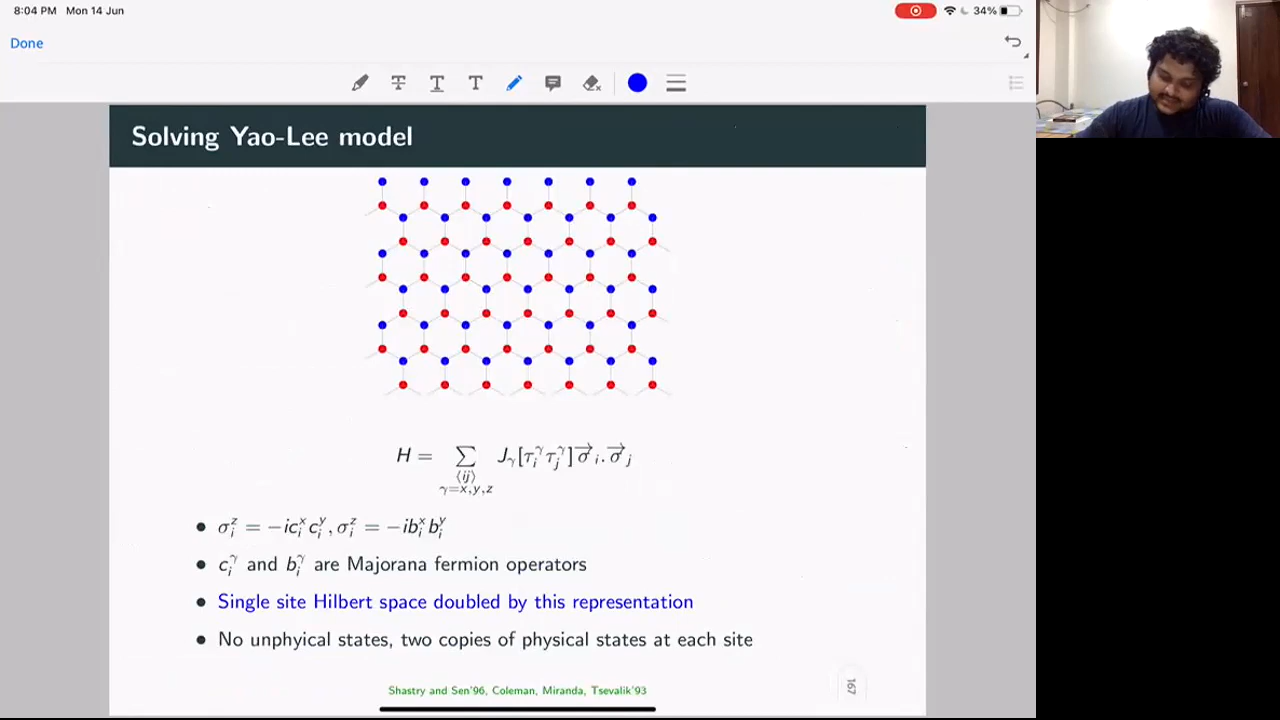 8:04 PM Mon 14 Jun
34%
Done
Solving Yao-Lee model
H = ∑ J_γ[τ_i^γ τ_j^γ] σ⃗_i . σ⃗_j
⟨ij⟩
γ=x,y,z
σ_i^z = −ic_i^x c_i^y, σ_i^z = −ib_i^x b_i^y
c_i^γ and b_i^γ are Majorana fermion operators
Single site Hilbert space doubled by this representation
No unphyical states, two copies of physical states at each site
Shastry and Sen'96, Coleman, Miranda, Tsevalik'93
167